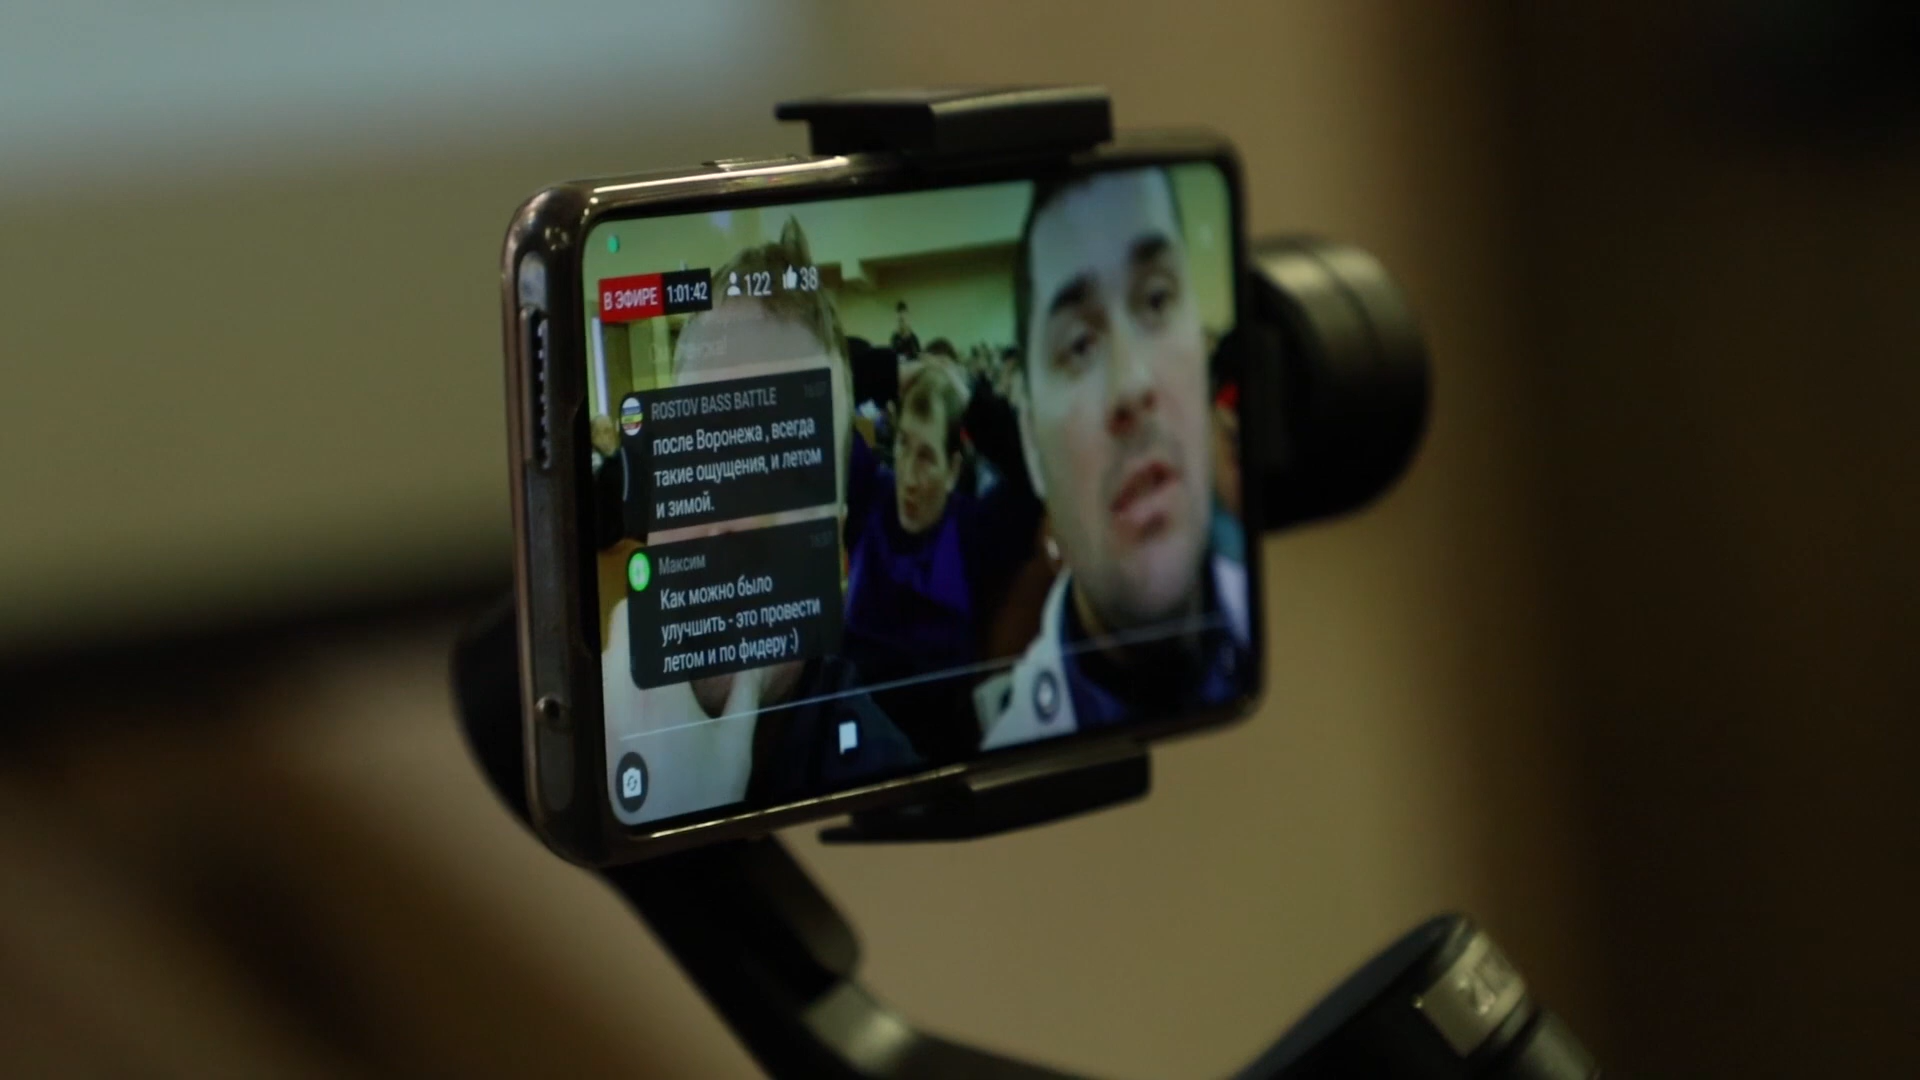 В ЭФИРЕ 1:01:42 122 38
ROSTOV BASS BATTLE
после Воронежа , всегда
такие ощущения, и летом
и зимой.
Максим
Как можно было
улучшить - это провести
летом и по фидеру :)